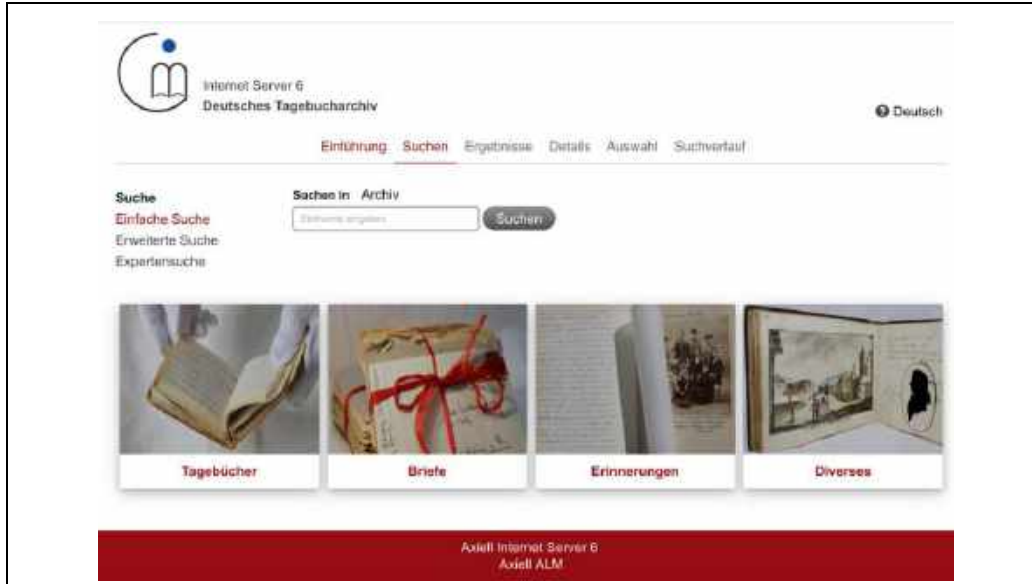 Internet Server 6
Deutsches Tagebucharchiv
Deutsch
Einführung Suchen Ergebnisse Details Auswahl Suchverlauf
Suche
Einfache Suche
Erweiterte Suche
Expertensuche
Suchen in Archiv
Suchen
Tagebücher Briefe Erinnerungen Diverses
Axiell Internet Server 6
Axiell ALM